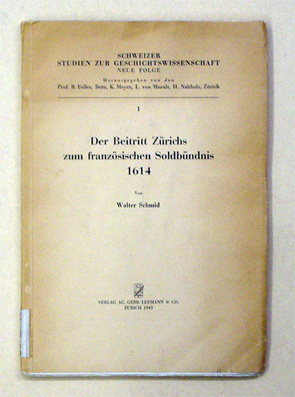 SCHWEIZER
STUDIEN ZUR GESCHICHTSWISSENSCHAFT
NEUE FOLGE
Herausgegeben von den
Prof. R. Feller, Bern, K. Meyer, L. von Muralt, H. Nabholz, Zürich
1
Der Beitritt Zürichs
zum französischen Soldbündnis
1614
Von
Walter Schmid
VERLAG AG. GEBR. LEEMANN & CO.
ZÜRICH 1943